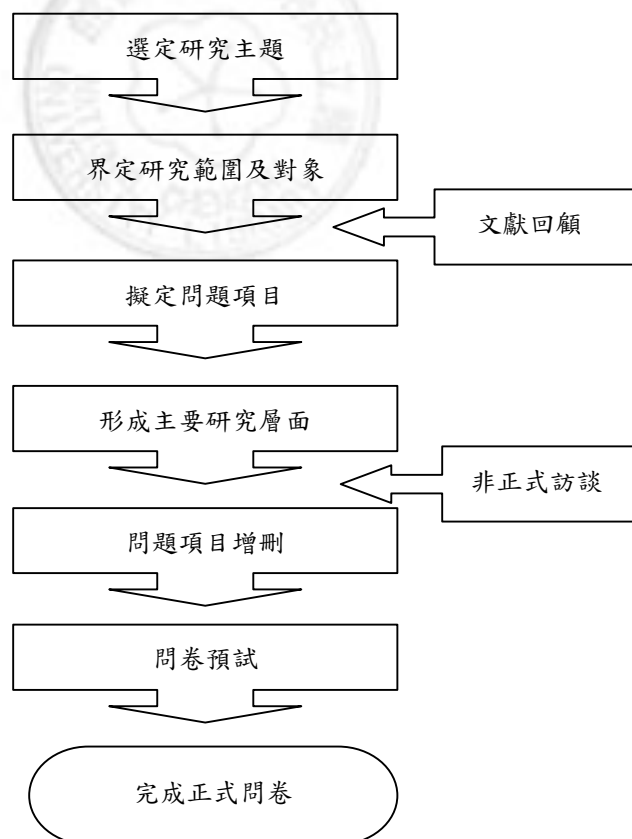 選定研究主題
界定研究範圍及對象
文獻回顧
擬定問題項目
形成主要研究層面
非正式訪談
問題項目增刪
問卷預試
完成正式問卷